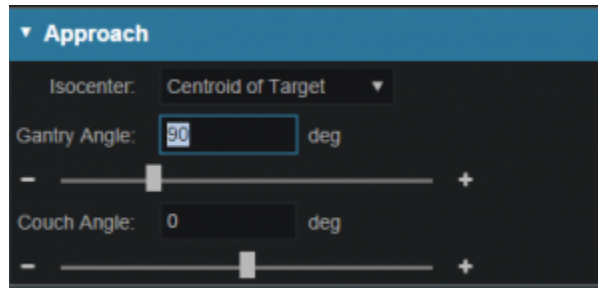 Approach
Isocenter: Centroid of Target
Gantry Angle: 90 deg
- +
Couch Angle: 0 deg
- +